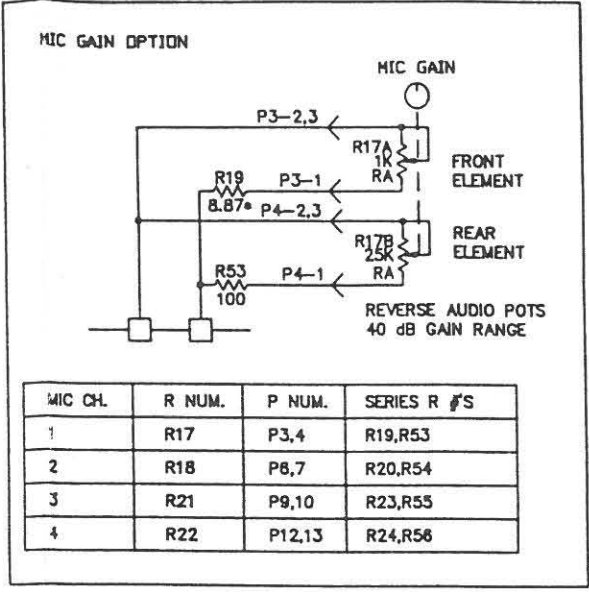 MIC GAIN OPTION
MIC GAIN
P3-2,3
R17A
1K
RA
FRONT
ELEMENT
R19
8.87Ω
P3-1
P4-2,3
R17B
25K
RA
REAR
ELEMENT
R53
100
P4-1
REVERSE AUDIO POTS
40 dB GAIN RANGE
MIC CH. R NUM. P NUM. SERIES R #'S
1 R17 P3,4 R19,R53
2 R18 P6,7 R20,R54
3 R21 P9,10 R23,R55
4 R22 P12,13 R24,R56